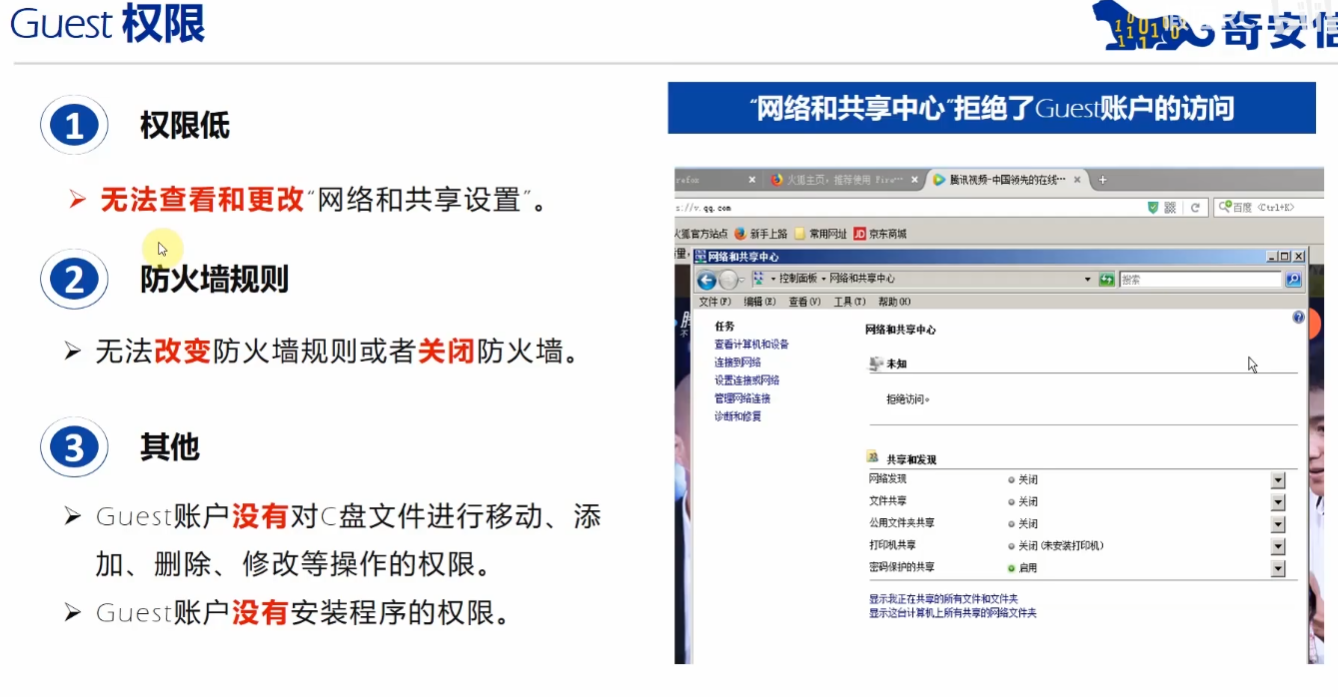 Guest 权限
奇安信
1
权限低
无法查看和更改“网络和共享设置”。
2
防火墙规则
无法改变防火墙规则或者关闭防火墙。
3
其他
Guest账户没有对C盘文件进行移动、添
加、删除、修改等操作的权限。
Guest账户没有安装程序的权限。
“网络和共享中心”拒绝了Guest账户的访问
火狐主页，推荐使用 Fire…
腾讯视频-中国领先的在线…
s://v.qq.com
百度 <Ctrl+K>
火狐官方站点 新手上路 常用网址 JD 京东商城
网络和共享中心
控制面板 网络和共享中心
搜索
文件(F) 编辑(E) 查看(V) 工具(T) 帮助(H)
任务
查看计算机和设备
连接到网络
设置连接或网络
管理网络连接
诊断和修复
网络和共享中心
未知
拒绝访问。
共享和发现
网络发现 关闭
文件共享 关闭
公用文件夹共享 关闭
打印机共享 关闭 (未安装打印机)
密码保护的共享 启用
显示我正在共享的所有文件和文件夹
显示这台计算机上所有共享的网络文件夹